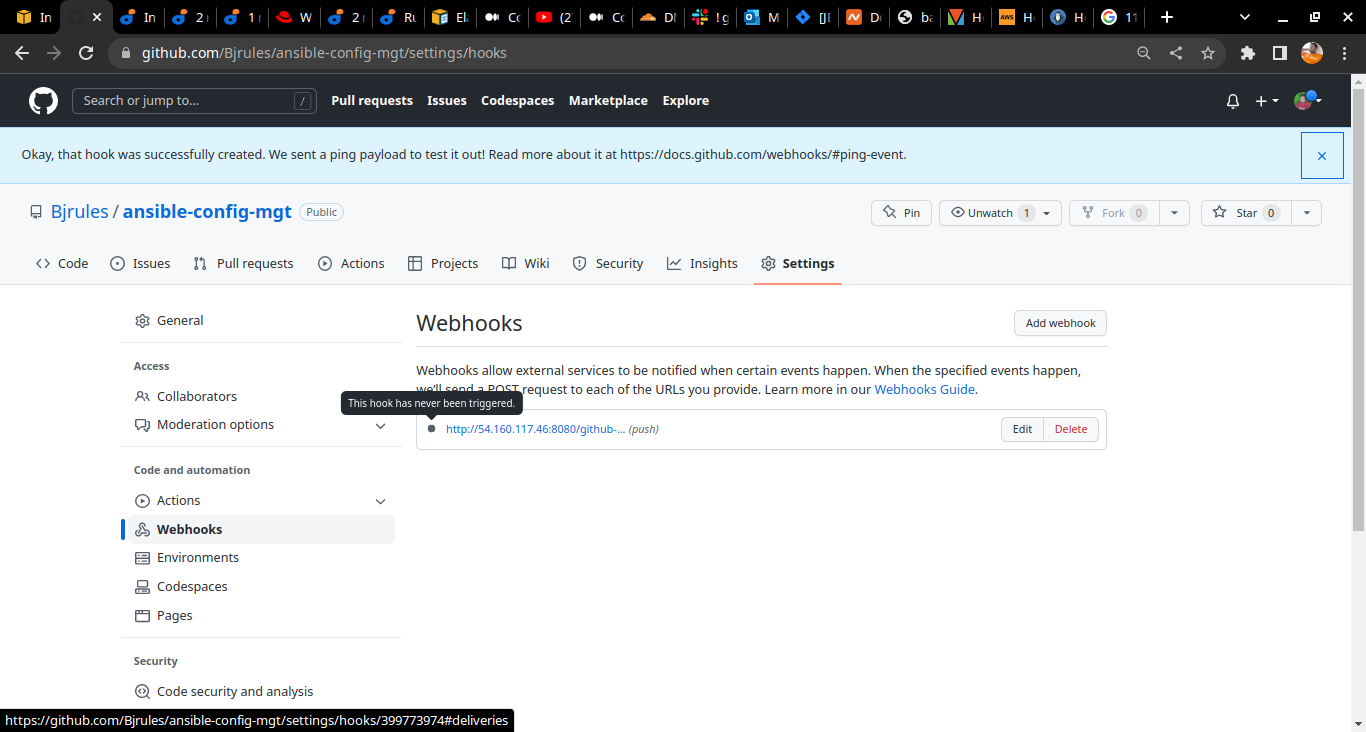 In
In
2
1
W
2
Ru
Ela
Co
(2
Co
DN
! g
M
[JE
Do
ba
H
H
H
11
github.com/Bjrules/ansible-config-mgt/settings/hooks
Search or jump to... /
Pull requests Issues Codespaces Marketplace Explore
Okay, that hook was successfully created. We sent a ping payload to test it out! Read more about it at https://docs.github.com/webhooks/#ping-event.
Bjrules / ansible-config-mgt Public
Pin
Unwatch 1
Fork 0
Star 0
Code Issues Pull requests Actions Projects Wiki Security Insights Settings
General
Access
Collaborators
Moderation options
Code and automation
Actions
Webhooks
Environments
Codespaces
Pages
Security
Code security and analysis
Webhooks
Add webhook
Webhooks allow external services to be notified when certain events happen. When the specified events happen,
we'll send a POST request to each of the URLs you provide. Learn more in our Webhooks Guide.
This hook has never been triggered.
http://54.160.117.46:8080/github-... (push)
Edit Delete
https://github.com/Bjrules/ansible-config-mgt/settings/hooks/399773974#deliveries